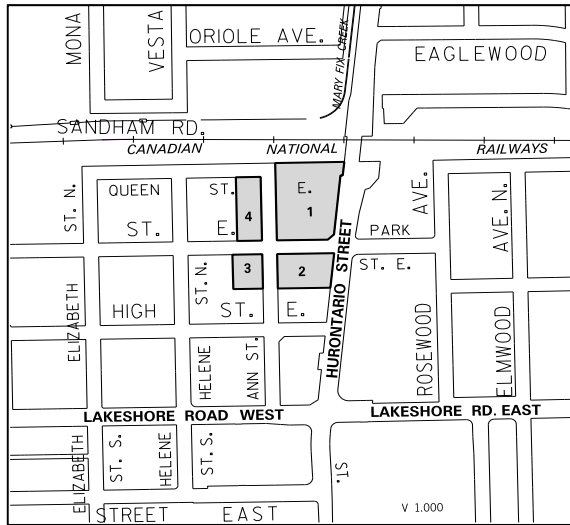 MONA
VESTA
ORIOLE AVE.
MARY FIX CREEK
EAGLEWOOD
SANDHAM RD.
CANADIAN NATIONAL RAILWAYS
QUEEN ST. E.
4
1
ST. N.
AVE.
AVE. N.
ST. E.
PARK
ST. E.
3
2
ST. N.
HURONTARIO STREET
ELIZABETH
HIGH ST. E.
HELENE
ANN ST.
ROSEWOOD
ELMWOOD
LAKESHORE ROAD WEST
LAKESHORE RD. EAST
ELIZABETH
ST. S.
HELENE
ST. S.
ST.
STREET EAST
V 1.000